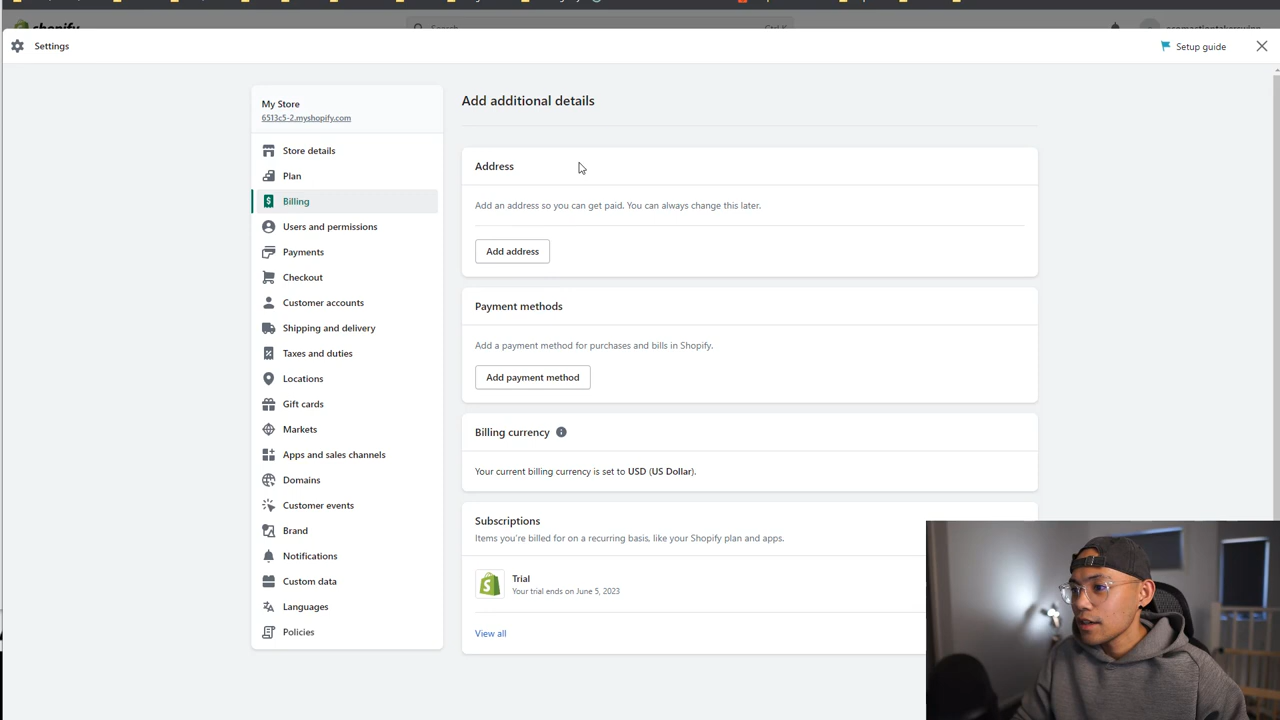 shopify
Search
Ctrl K
Settings
Setup guide
My Store
6513c5-2.myshopify.com
Store details
Plan
Billing
Users and permissions
Payments
Checkout
Customer accounts
Shipping and delivery
Taxes and duties
Locations
Gift cards
Markets
Apps and sales channels
Domains
Customer events
Brand
Notifications
Custom data
Languages
Policies
Add additional details
Address
Add an address so you can get paid. You can always change this later.
Add address
Payment methods
Add a payment method for purchases and bills in Shopify.
Add payment method
Billing currency
Your current billing currency is set to USD (US Dollar).
Subscriptions
Items you're billed for on a recurring basis, like your Shopify plan and apps.
Trial
Your trial ends on June 5, 2023
View all